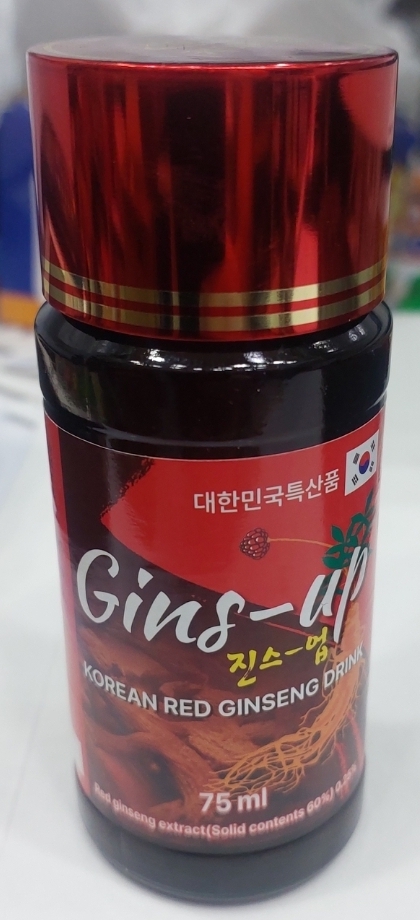 대한민국특산품
Gins-up
진스-업
KOREAN RED GINSENG DRINK
75 ml
Red ginseng extract(Solid contents 60%)